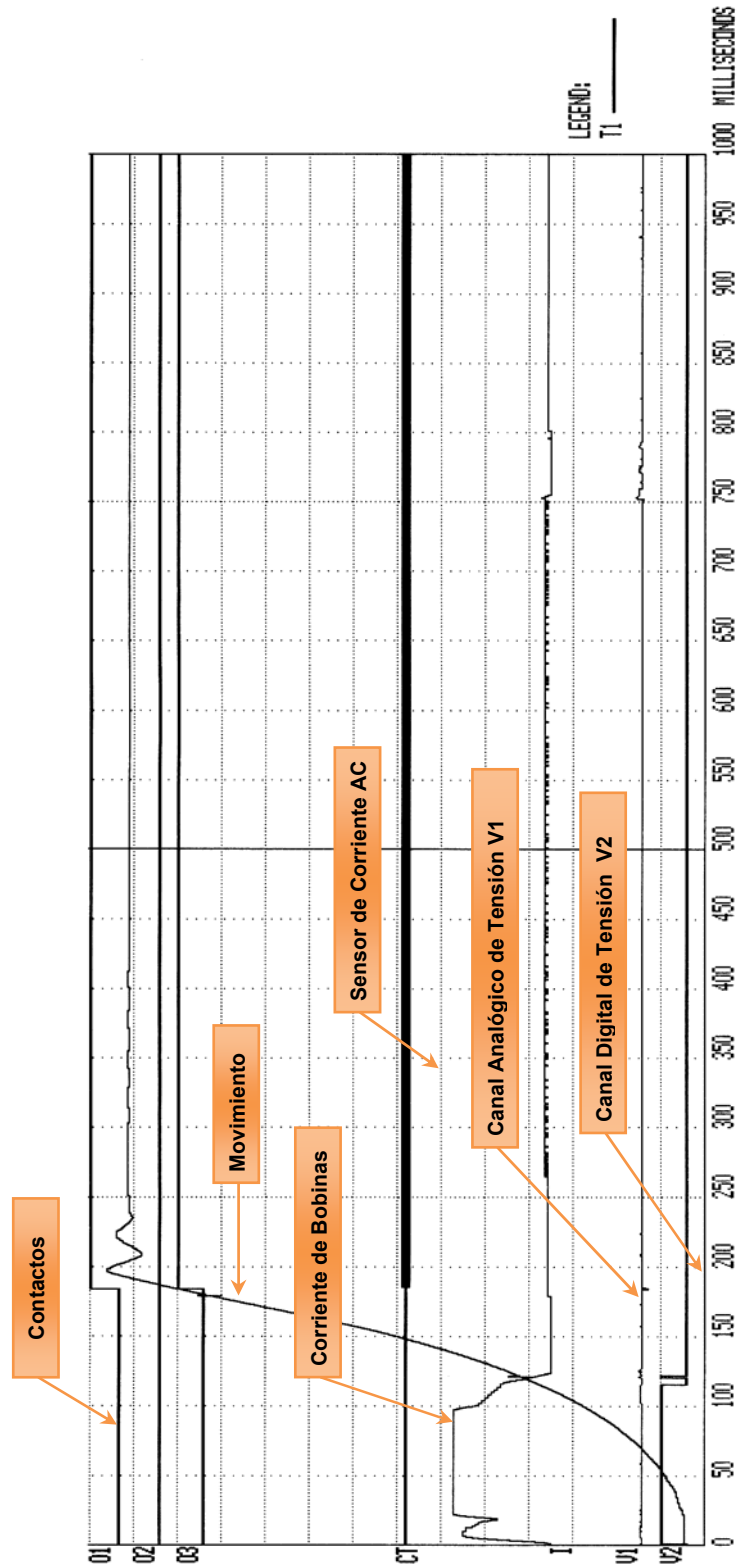 01
02
03
CT
I
V1
V2
Contactos
Movimiento
Corriente de Bobinas
Sensor de Corriente AC
Canal Analógico de Tensión V1
Canal Digital de Tensión V2
0 50 100 150 200 250 300 350 400 450 500 550 600 650 700 750 800 850 900 950 1000 MILLISECONDS
LEGEND:
T1